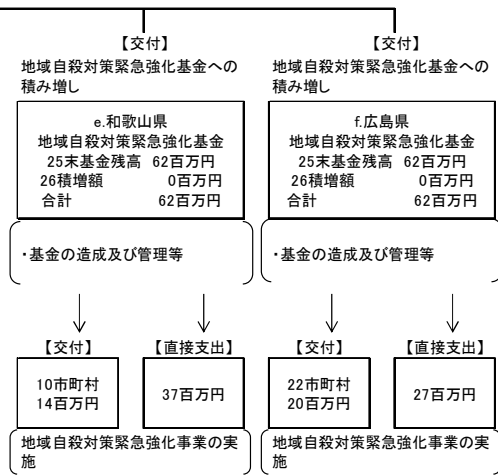 【交付】
地域自殺対策緊急強化基金への
積み増し
e.和歌山県
地域自殺対策緊急強化基金
25末基金残高 62百万円
26積増額 0百万円
合計 62百万円
・基金の造成及び管理等
【交付】
10市町村
14百万円
【直接支出】
37百万円
地域自殺対策緊急強化事業の実
施
【交付】
地域自殺対策緊急強化基金への
積み増し
f.広島県
地域自殺対策緊急強化基金
25末基金残高 62百万円
26積増額 0百万円
合計 62百万円
・基金の造成及び管理等
【交付】
22市町村
20百万円
【直接支出】
27百万円
地域自殺対策緊急強化事業の実
施